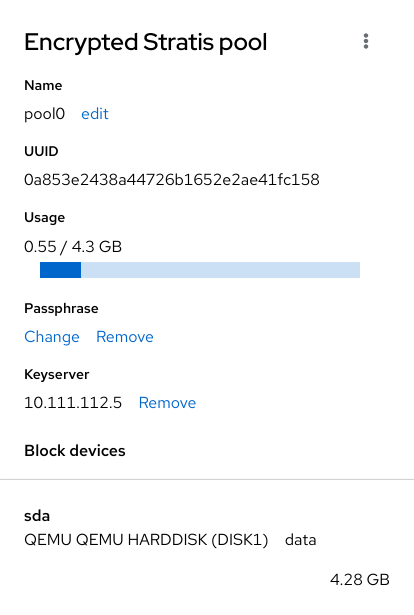 Encrypted Stratis pool
Name
pool0 edit
UUID
0a853e2438a44726b1652e2ae41fc158
Usage
0.55 / 4.3 GB
Passphrase
Change Remove
Keyserver
10.111.112.5 Remove
Block devices
sda
QEMU QEMU HARDDISK (DISK1) data
4.28 GB